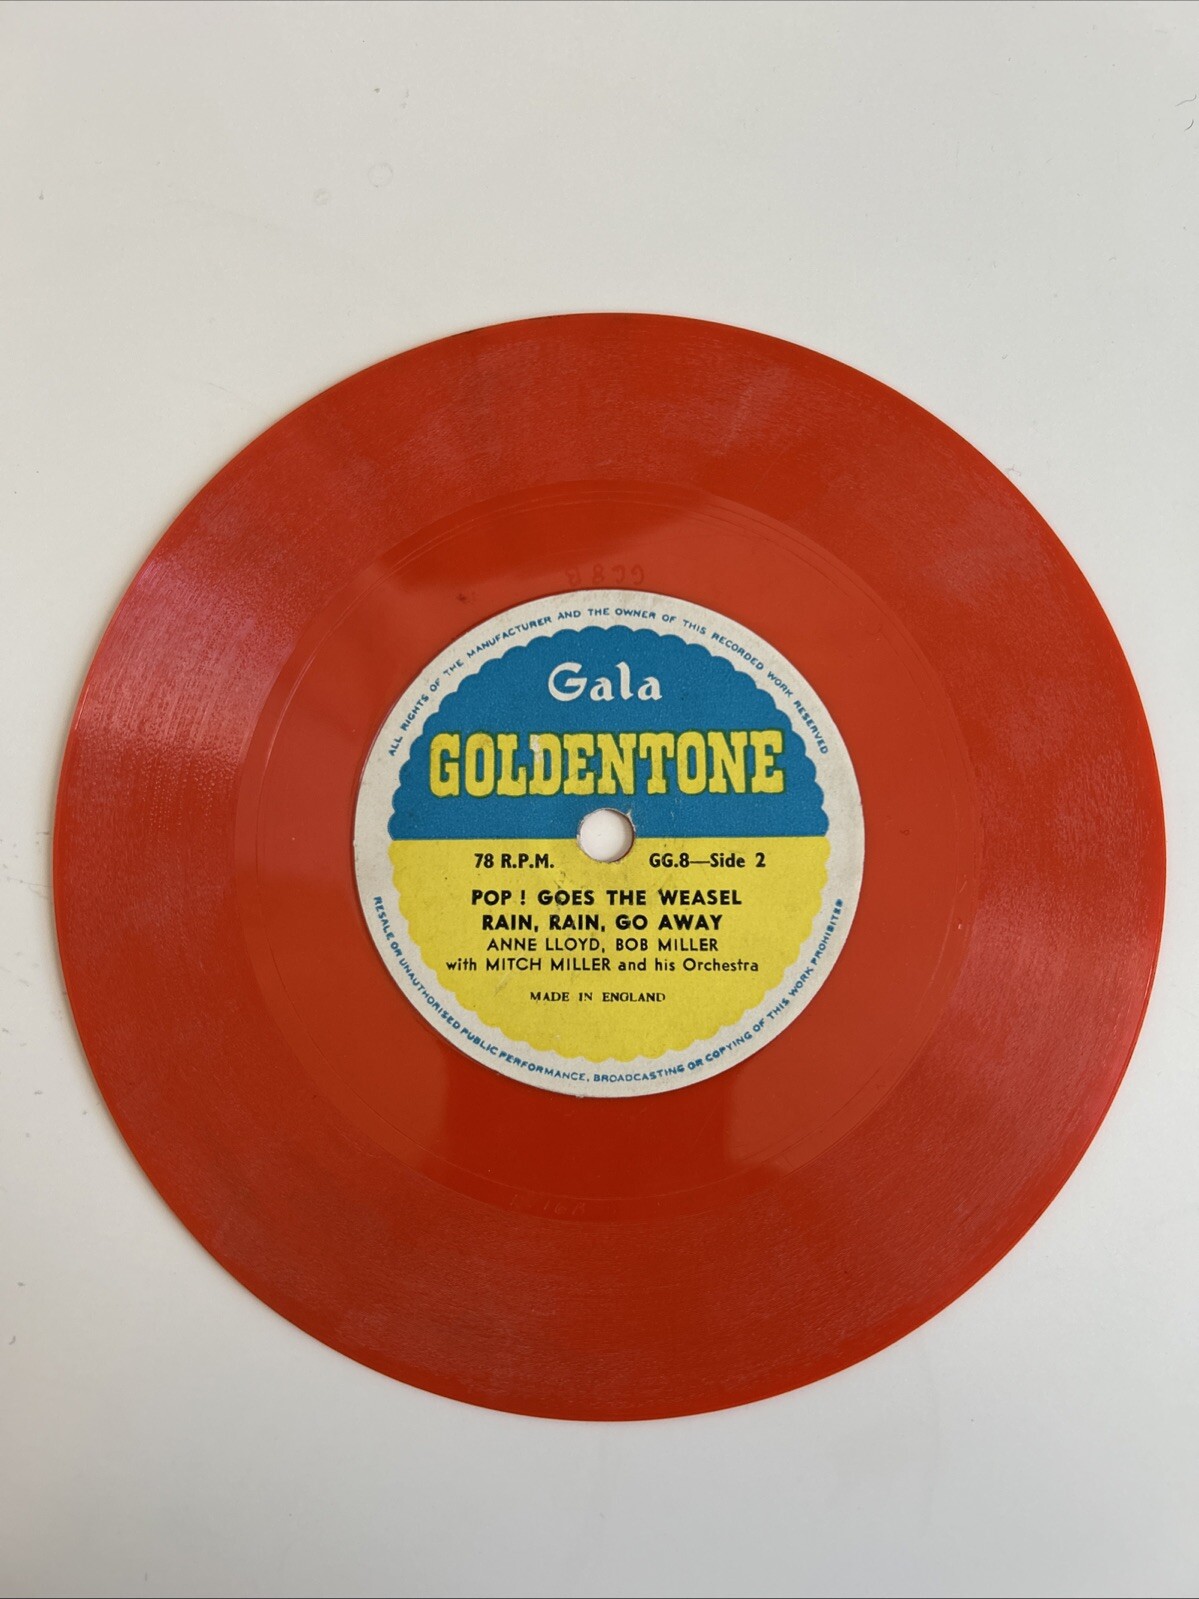 ALL RIGHTS OF THE MANUFACTURER AND THE OWNER OF THIS RECORDED WORK RESERVED
Gala
GOLDENTONE
78 R.P.M. GG.8—Side 2
POP ! GOES THE WEASEL
RAIN, RAIN, GO AWAY
ANNE LLOYD, BOB MILLER
with MITCH MILLER and his Orchestra
MADE IN ENGLAND
RESALE OR UNAUTHORISED PUBLIC PERFORMANCE, BROADCASTING OR COPYING OF THIS WORK PROHIBITED